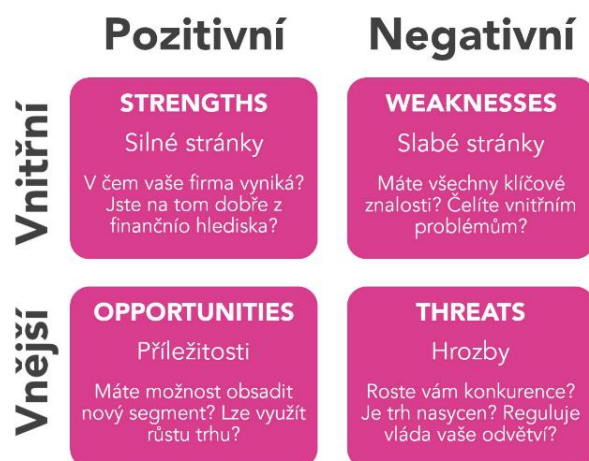 Pozitivní
Negativní
Vnitřní
STRENGTHS
Silné stránky
V čem vaše firma vyniká?
Jste na tom dobře z
finančnío hlediska?
WEAKNESSES
Slabé stránky
Máte všechny klíčové
znalosti? Čelíte vnitřním
problémům?
Vnější
OPPORTUNITIES
Příležitosti
Máte možnost obsadit
nový segment? Lze využít
růstu trhu?
THREATS
Hrozby
Roste vám konkurence?
Je trh nasycen? Reguluje
vláda vaše odvětví?